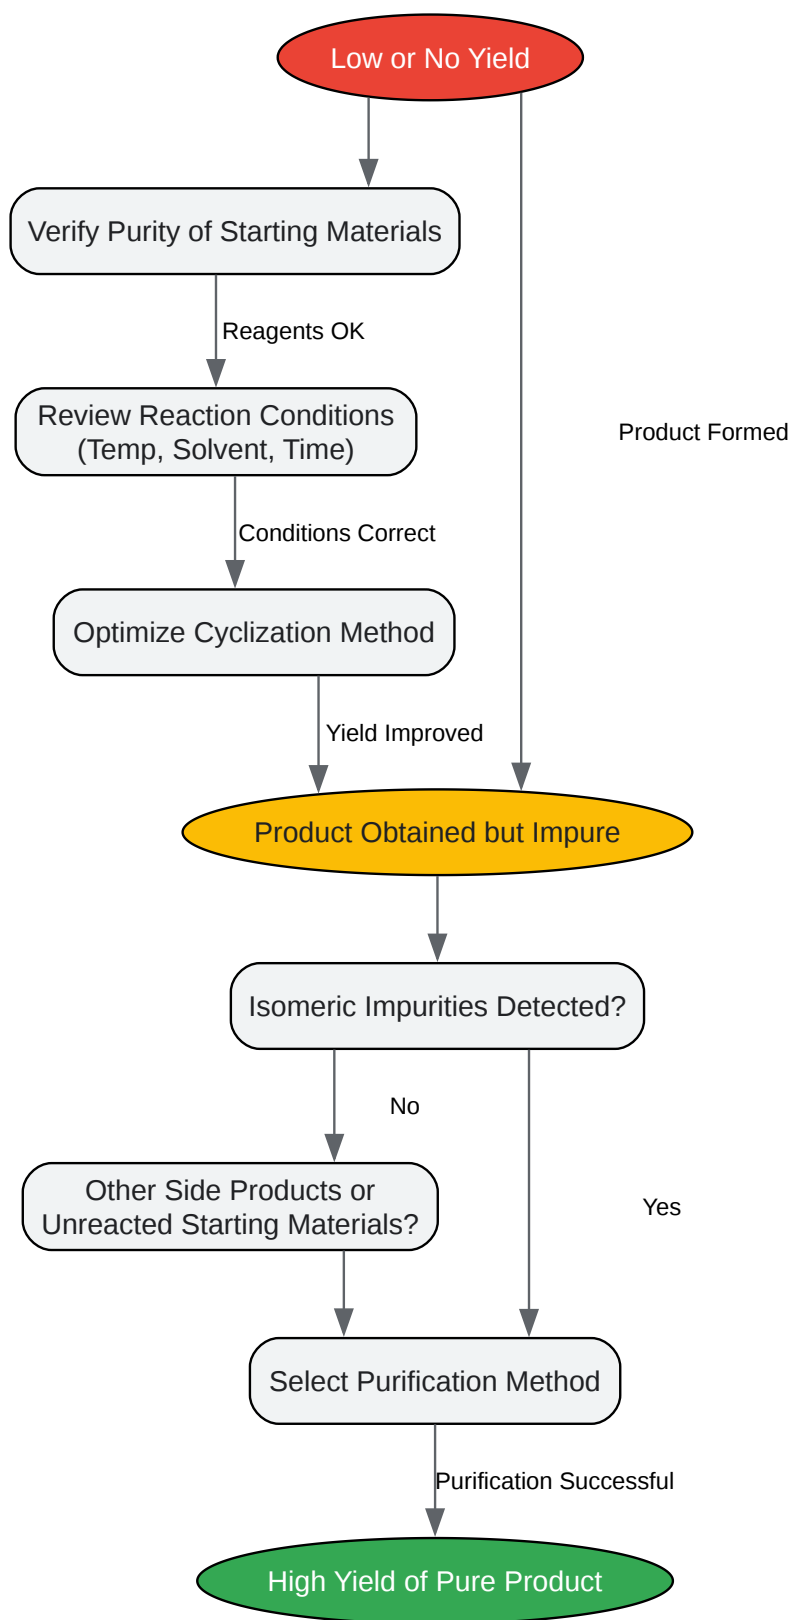 Low or No Yield
Verify Purity of Starting Materials
Reagents OK
Review Reaction Conditions
(Temp, Solvent, Time)
Product Formed
Conditions Correct
Optimize Cyclization Method
Yield Improved
Product Obtained but Impure
Isomeric Impurities Detected?
No
Other Side Products or
Unreacted Starting Materials?
Yes
Select Purification Method
Purification Successful
High Yield of Pure Product